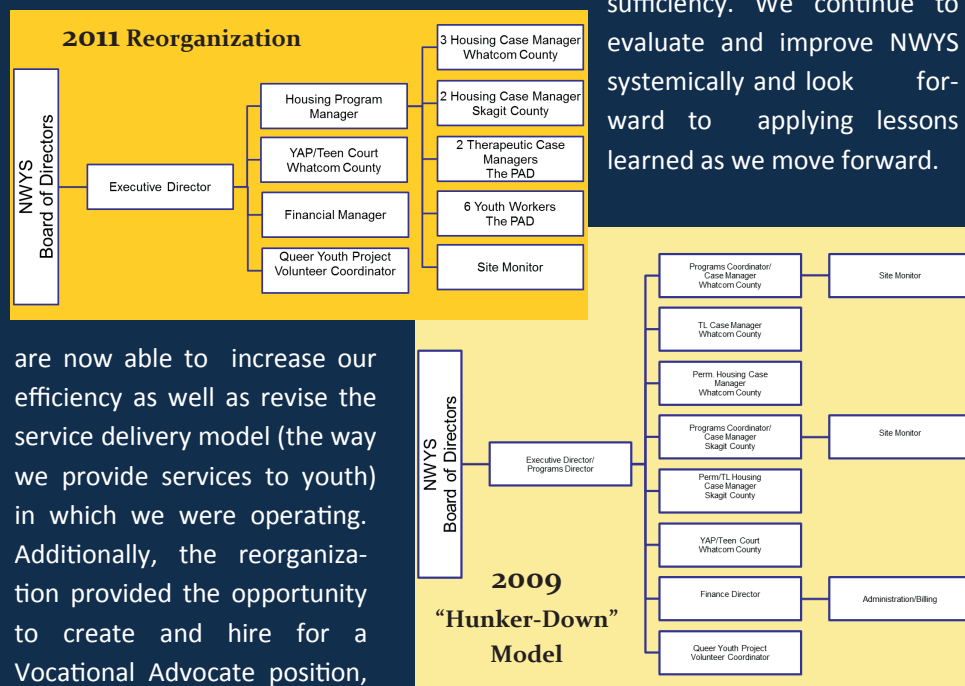 sufficiency. We continue to
evaluate and improve NWYS
systemically and look for-
ward to applying lessons
learned as we move forward.
2011 Reorganization
NWYS
Board of Directors
Executive Director
Housing Program
Manager
YAP/Teen Court
Whatcom County
Financial Manager
Queer Youth Project
Volunteer Coordinator
3 Housing Case Manager
Whatcom County
2 Housing Case Manager
Skagit County
2 Therapeutic Case
Managers
The PAD
6 Youth Workers
The PAD
Site Monitor
are now able to increase our
efficiency as well as revise the
service delivery model (the way
we provide services to youth)
in which we were operating.
Additionally, the reorganiza-
tion provided the opportunity
to create and hire for a
Vocational Advocate position,
2009
“Hunker-Down”
Model
NWYS
Board of Directors
Executive Director/
Programs Director
Programs Coordinator/
Case Manager
Whatcom County
Site Monitor
TL Case Manager
Whatcom County
Perm. Housing Case
Manager
Whatcom County
Programs Coordinator/
Case Manager
Skagit County
Site Monitor
Perm/TL Housing
Case Manager
Skagit County
YAP/Teen Court
Whatcom County
Finance Director
Administration/Billing
Queer Youth Project
Volunteer Coordinator